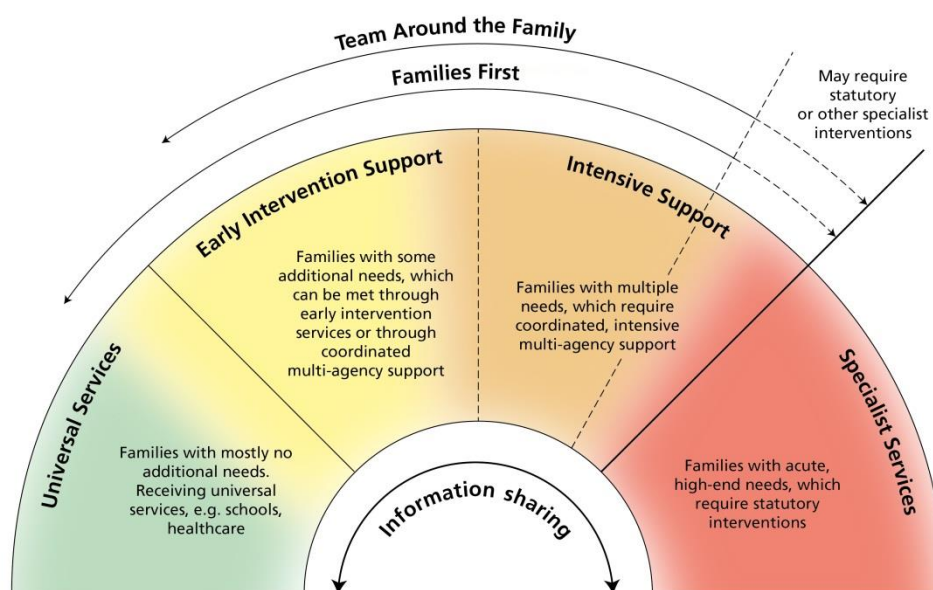 Team Around the Family
Families First
May require
statutory
or other specialist
interventions
Early Intervention Support
Intensive Support
Families with some
additional needs, which
can be met through
early intervention
services or through
coordinated
multi-agency support
Families with multiple
needs, which require
coordinated, intensive
multi-agency support
Universal Services
Specialist Services
Families with mostly no
additional needs.
Receiving universal
services, e.g. schools,
healthcare
Information sharing
Families with acute,
high-end needs, which
require statutory
interventions